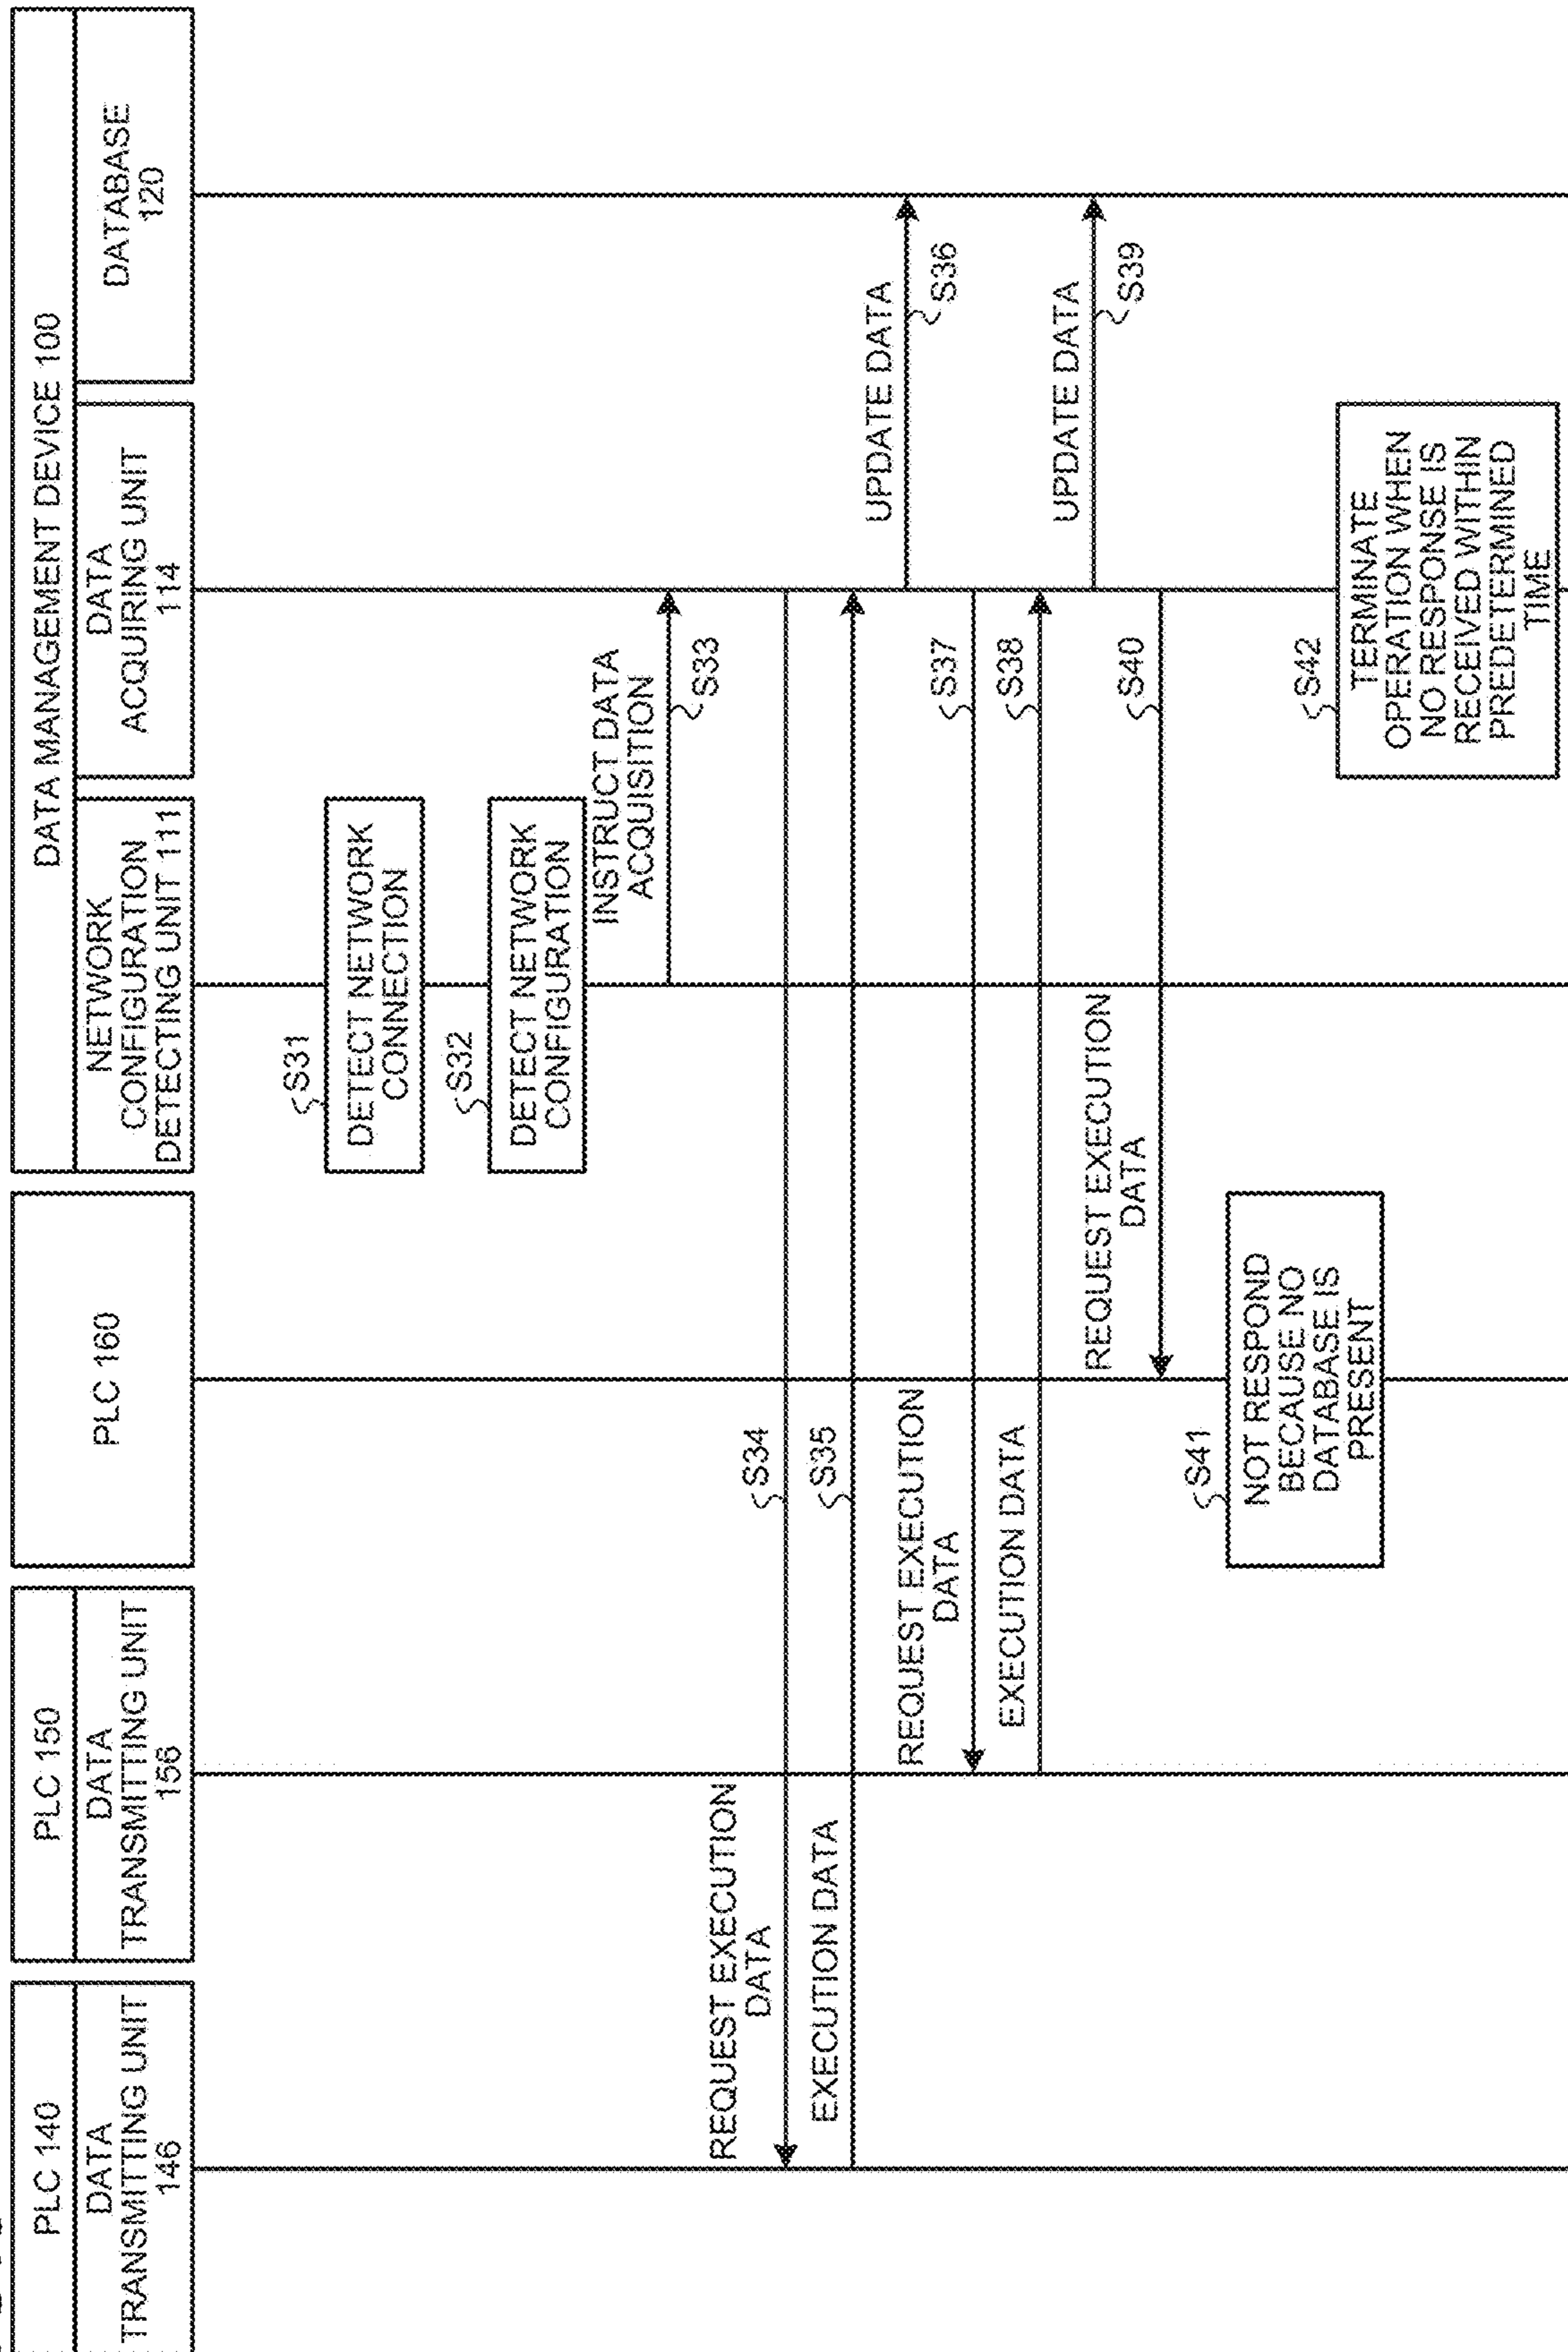 PLC 140
DATA
TRANSMITTING UNIT
146
PLC 150
DATA
TRANSMITTING UNIT
156
PLC 160
DATA MANAGEMENT DEVICE 100
NETWORK
CONFIGURATION
DETECTING UNIT 111
DATA
ACQUIRING UNIT
114
DATABASE
120
S31
DETECT NETWORK
CONNECTION
S32
DETECT NETWORK
CONFIGURATION
INSTRUCT DATA
ACQUISITION
S33
REQUEST EXECUTION
DATA
S34
EXECUTION DATA
S35
UPDATE DATA
S36
REQUEST EXECUTION
DATA
S37
EXECUTION DATA
S38
UPDATE DATA
S39
REQUEST EXECUTION
DATA
S40
S41
NOT RESPOND
BECAUSE NO
DATABASE IS
PRESENT
S42
TERMINATE
OPERATION WHEN
NO RESPONSE IS
RECEIVED WITHIN
PREDETERMINED
TIME